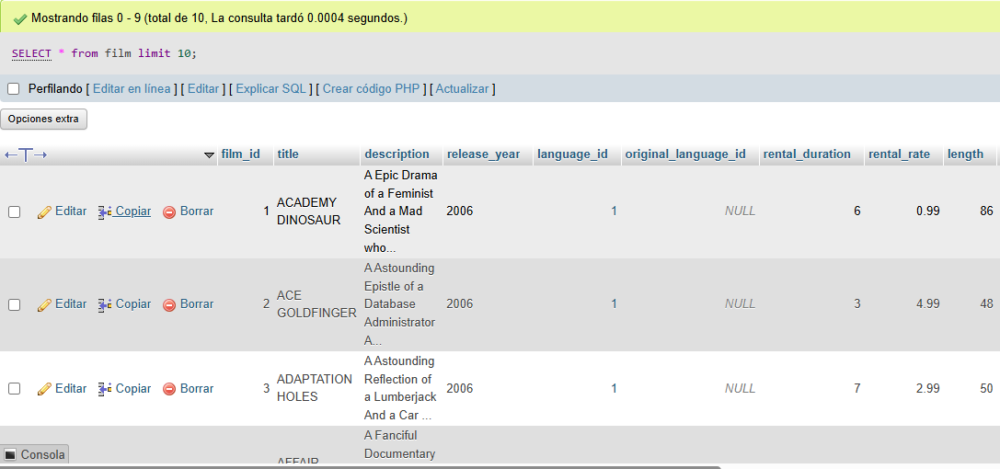 Mostrando filas 0 - 9 (total de 10, La consulta tardó 0.0004 segundos.)
SELECT * from film limit 10;
Perfilando [ Editar en línea ] [ Editar ] [ Explicar SQL ] [ Crear código PHP ] [ Actualizar ]
Opciones extra
film_id title description release_year language_id original_language_id rental_duration rental_rate length
Editar Copiar Borrar 1 ACADEMY DINOSAUR A Epic Drama of a Feminist And a Mad Scientist who... 2006 1 NULL 6 0.99 86
Editar Copiar Borrar 2 ACE GOLDFINGER A Astounding Epistle of a Database Administrator A... 2006 1 NULL 3 4.99 48
Editar Copiar Borrar 3 ADAPTATION HOLES A Astounding Reflection of a Lumberjack And a Car ... 2006 1 NULL 7 2.99 50
AFFAIR A Fanciful Documentary
Consola